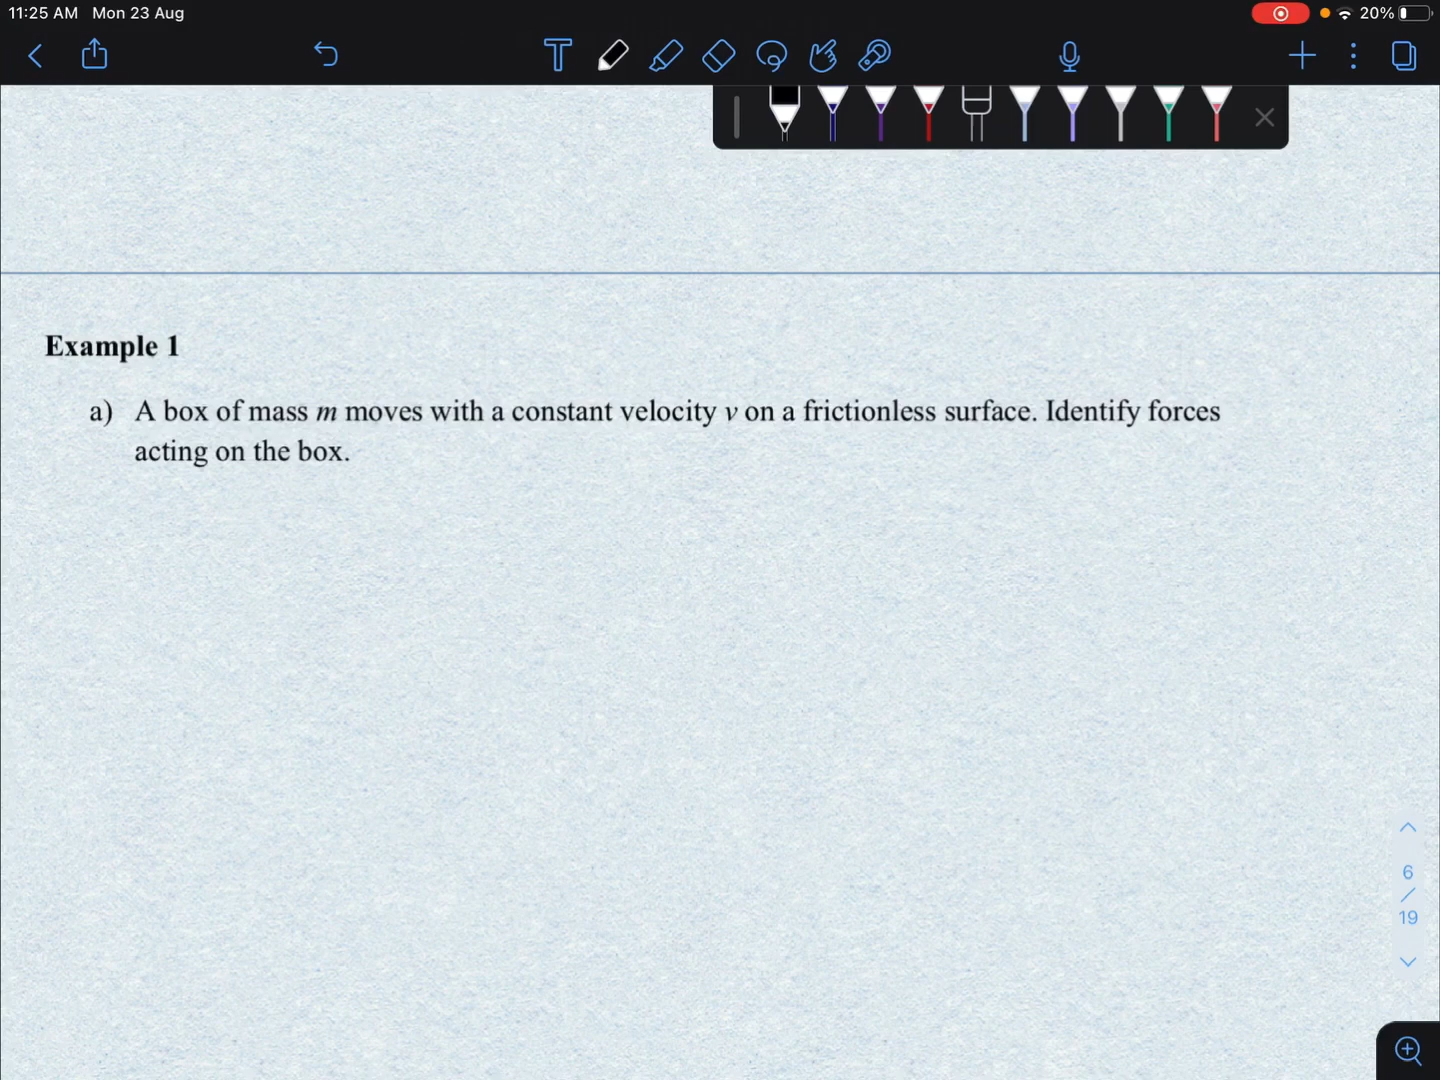 11:25 AM Mon 23 Aug
20%
T
Example 1
a) A box of mass m moves with a constant velocity v on a frictionless surface. Identify forces
acting on the box.
6
/
19